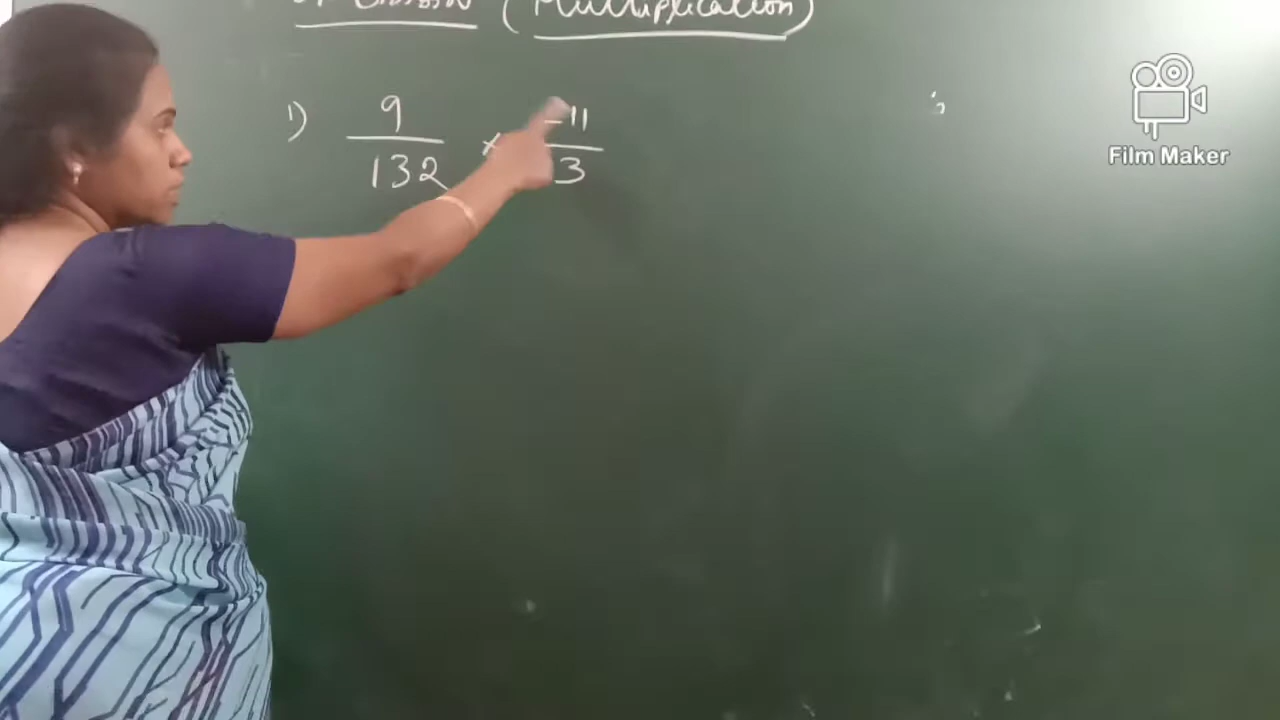 (Multiplication)
1) 9/132 × -11/3
Film Maker